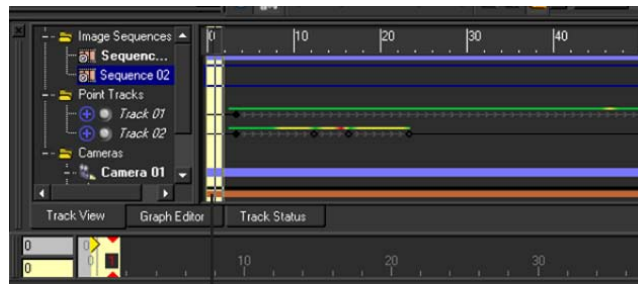 Image Sequences 0 10 20 30 40
Sequenc...
Sequence 02
Point Tracks
Track 01
Track 02
Cameras
Camera 01
Track View Graph Editor Track Status
0 0 10 20 30
0